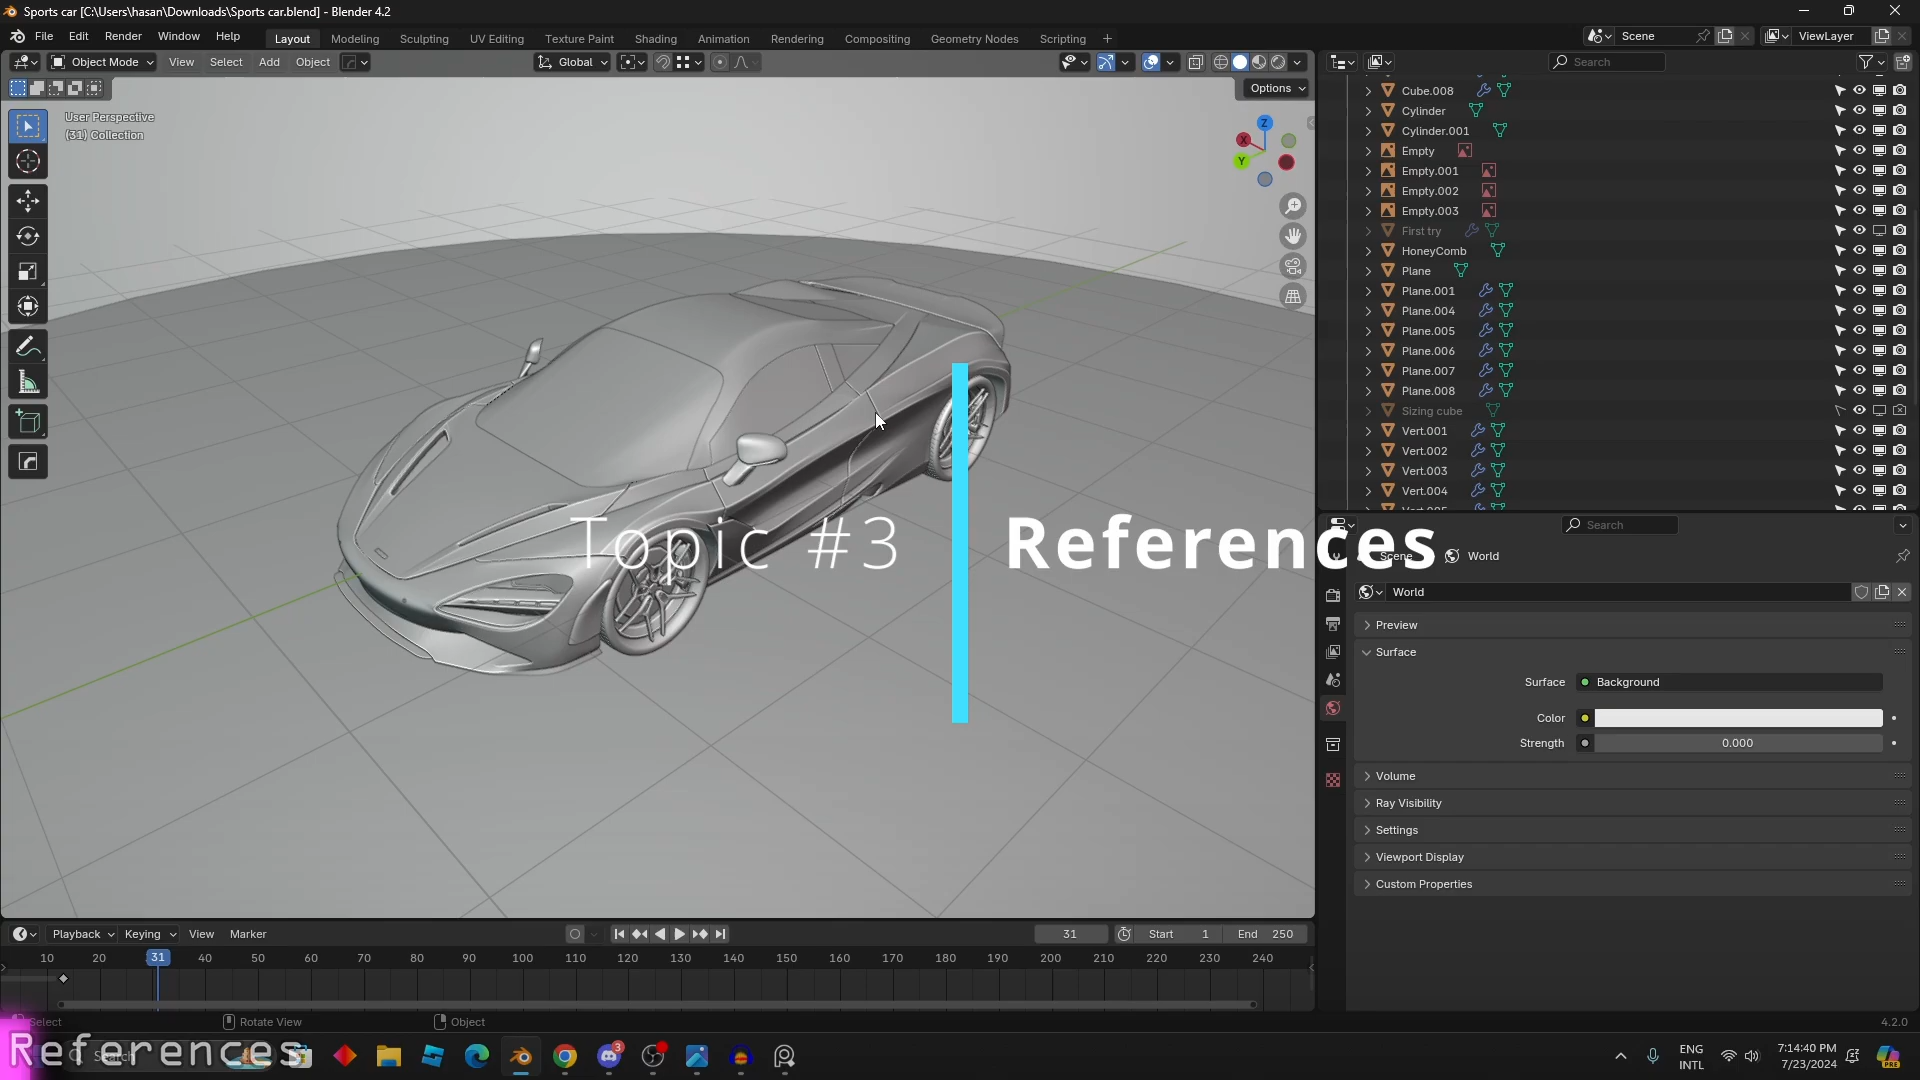 Sports car [C:\Users\hasan\Downloads\Sports car.blend] - Blender 4.2
File Edit Render Window Help Layout Modeling Sculpting UV Editing Texture Paint Shading Animation Rendering Compositing Geometry Nodes Scripting + Scene ViewLayer
Object Mode View Select Add Object Global Search
Options
User Perspective
(31) Collection
Z
X
Y
Cube.008
Cylinder
Cylinder.001
Empty
Empty.001
Empty.002
Empty.003
First try
HoneyComb
Plane
Plane.001
Plane.004
Plane.005
Plane.006
Plane.007
Plane.008
Sizing cube
Vert.001
Vert.002
Vert.003
Vert.004
Search
Topic #3 References
Scene World
World
Preview
Surface
Surface Background
Color
Strength 0.000
Volume
Ray Visibility
Settings
Viewport Display
Custom Properties
Playback Keying View Marker 31 Start 1 End 250
10 20 31 40 50 60 70 80 90 100 110 120 130 140 150 160 170 180 190 200 210 220 230 240
Select Rotate View Object 4.2.0
References
Search
3
ENG
INTL
7:14:40 PM
7/23/2024
PRE